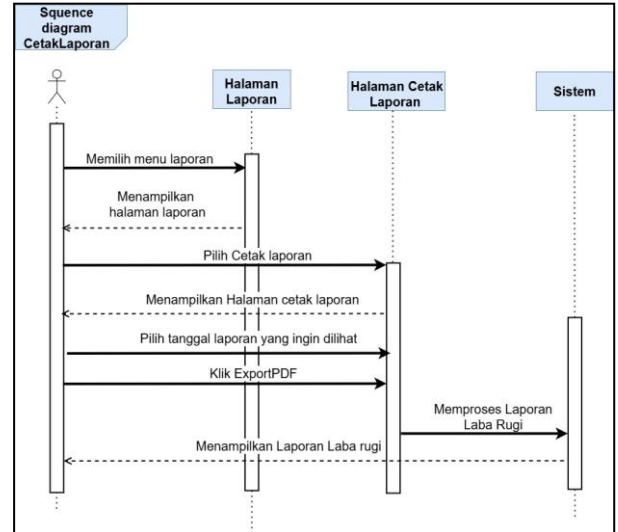 Squence
diagram
CetakLaporan
Halaman
Laporan
Halaman Cetak
Laporan
Sistem
Memilih menu laporan
Menampilkan
halaman laporan
Pilih Cetak laporan
Menampilkan Halaman cetak laporan
Pilih tanggal laporan yang ingin dilihat
Klik ExportPDF
Memproses Laporan
Laba Rugi
Menampilkan Laporan Laba rugi